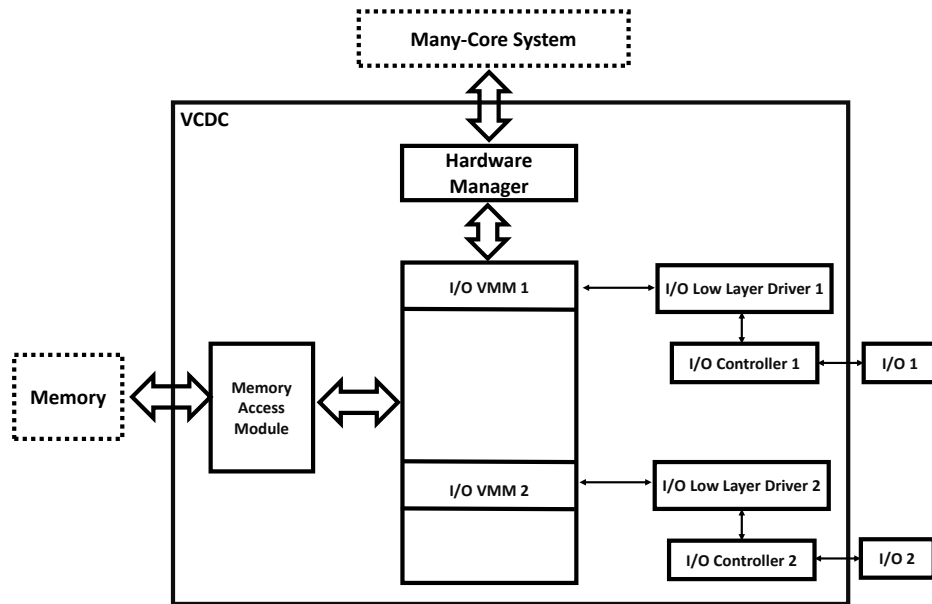 Many-Core System
VCDC
Hardware
Manager
I/O VMM 1
I/O Low Layer Driver 1
I/O Controller 1
I/O 1
Memory
Memory
Access
Module
I/O VMM 2
I/O Low Layer Driver 2
I/O Controller 2
I/O 2